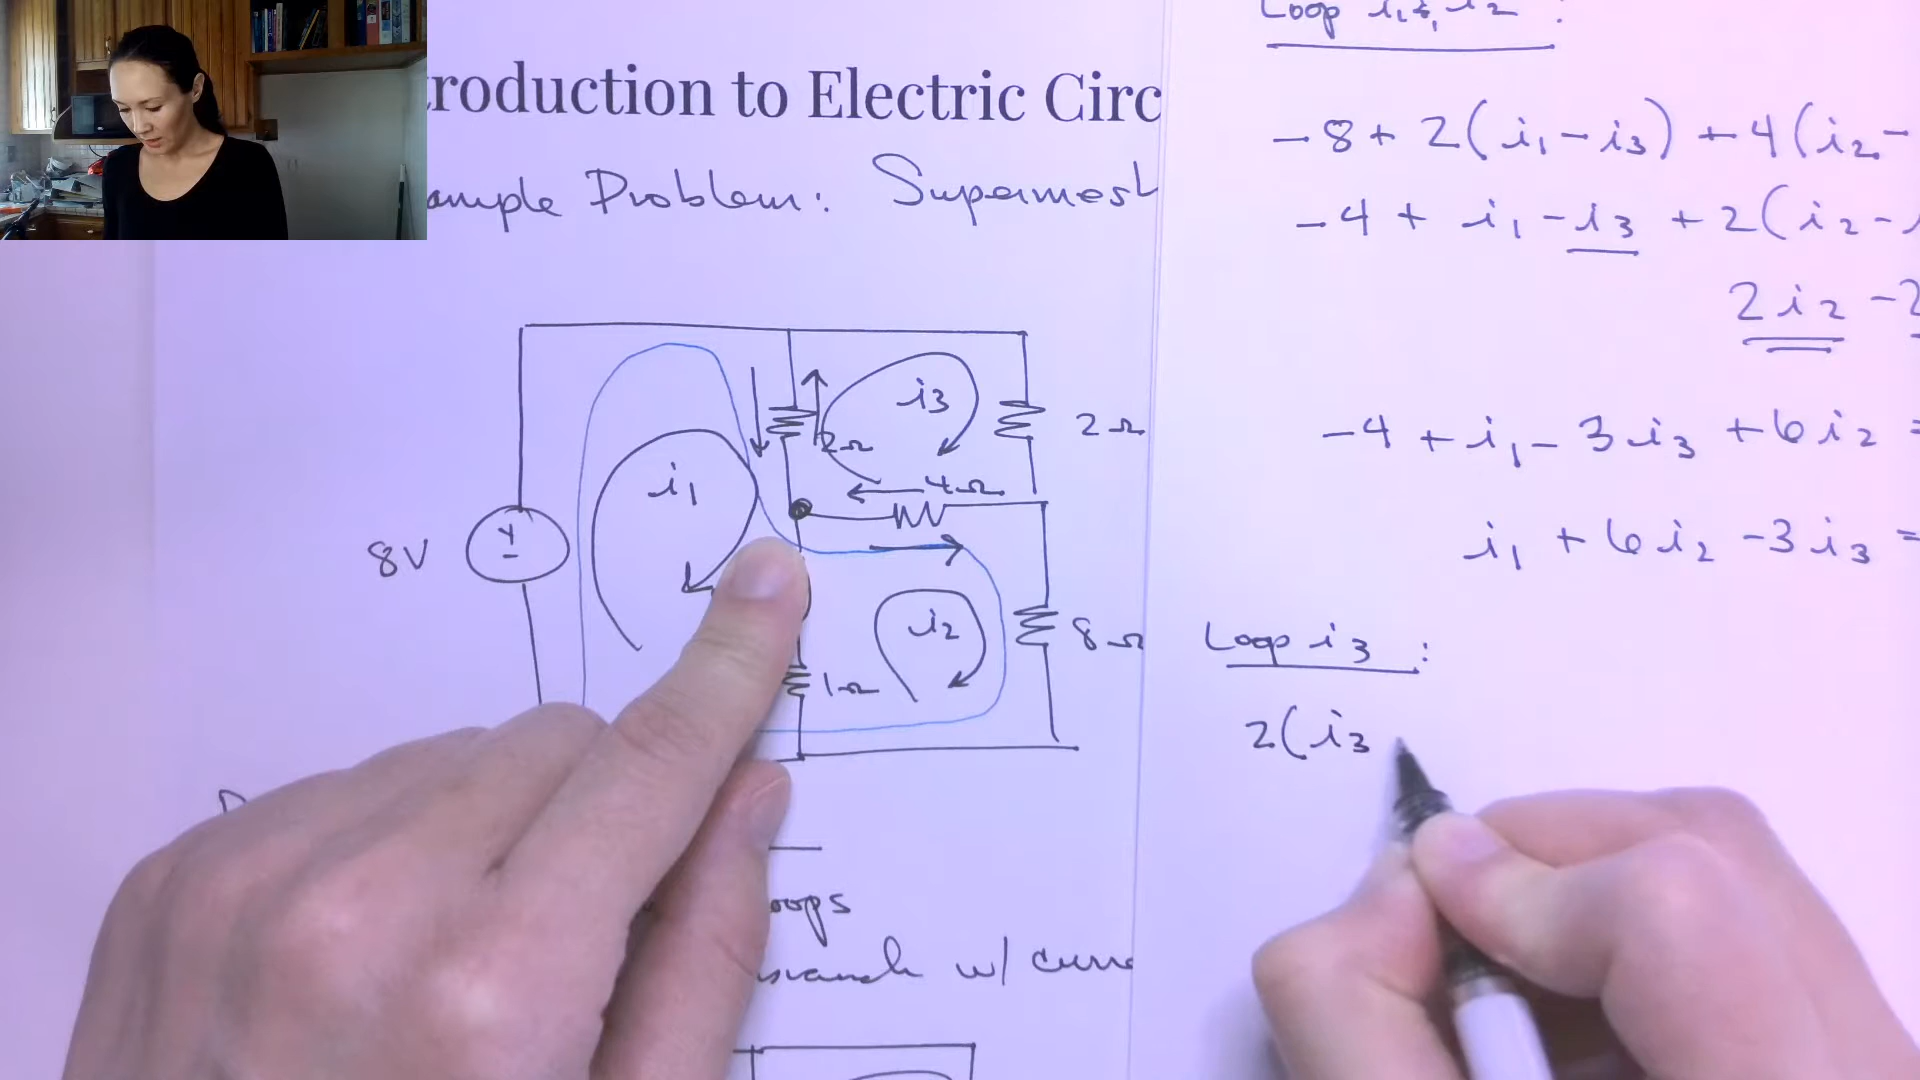 troduction to Electric Circ
ample Problem: Supermesh
8V
+
-
i1
i3
2Ω
2Ω
4Ω
i2
8Ω
1Ω
oops
w/ curre
Loop i1 & i2 :
-8 + 2(i1 - i3) + 4(i2 -
-4 + i1 - i3 + 2(i2 -
2i2 - 2
-4 + i1 - 3i3 + 6i2 =
i1 + 6i2 - 3i3 =
Loop i3 :
2(i3